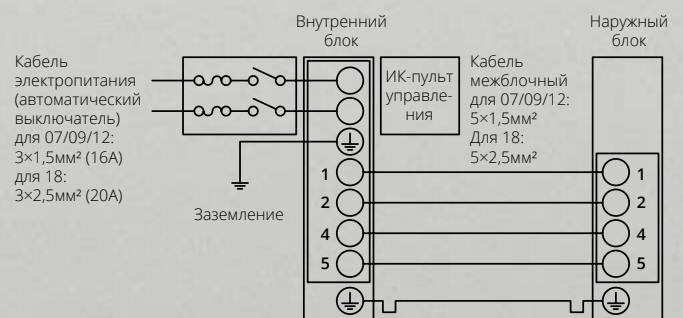 Внутренний
блок
Наружный
блок
Кабель
электропитания
(автоматический
выключатель)
для 07/09/12:
3×1,5мм² (16А)
для 18:
3×2,5мм² (20А)
ИК-пульт
управле-
ния
Кабель
межблочный
для 07/09/12:
5×1,5мм²
Для 18:
5×2,5мм²
Заземление
1
2
4
5
1
2
4
5